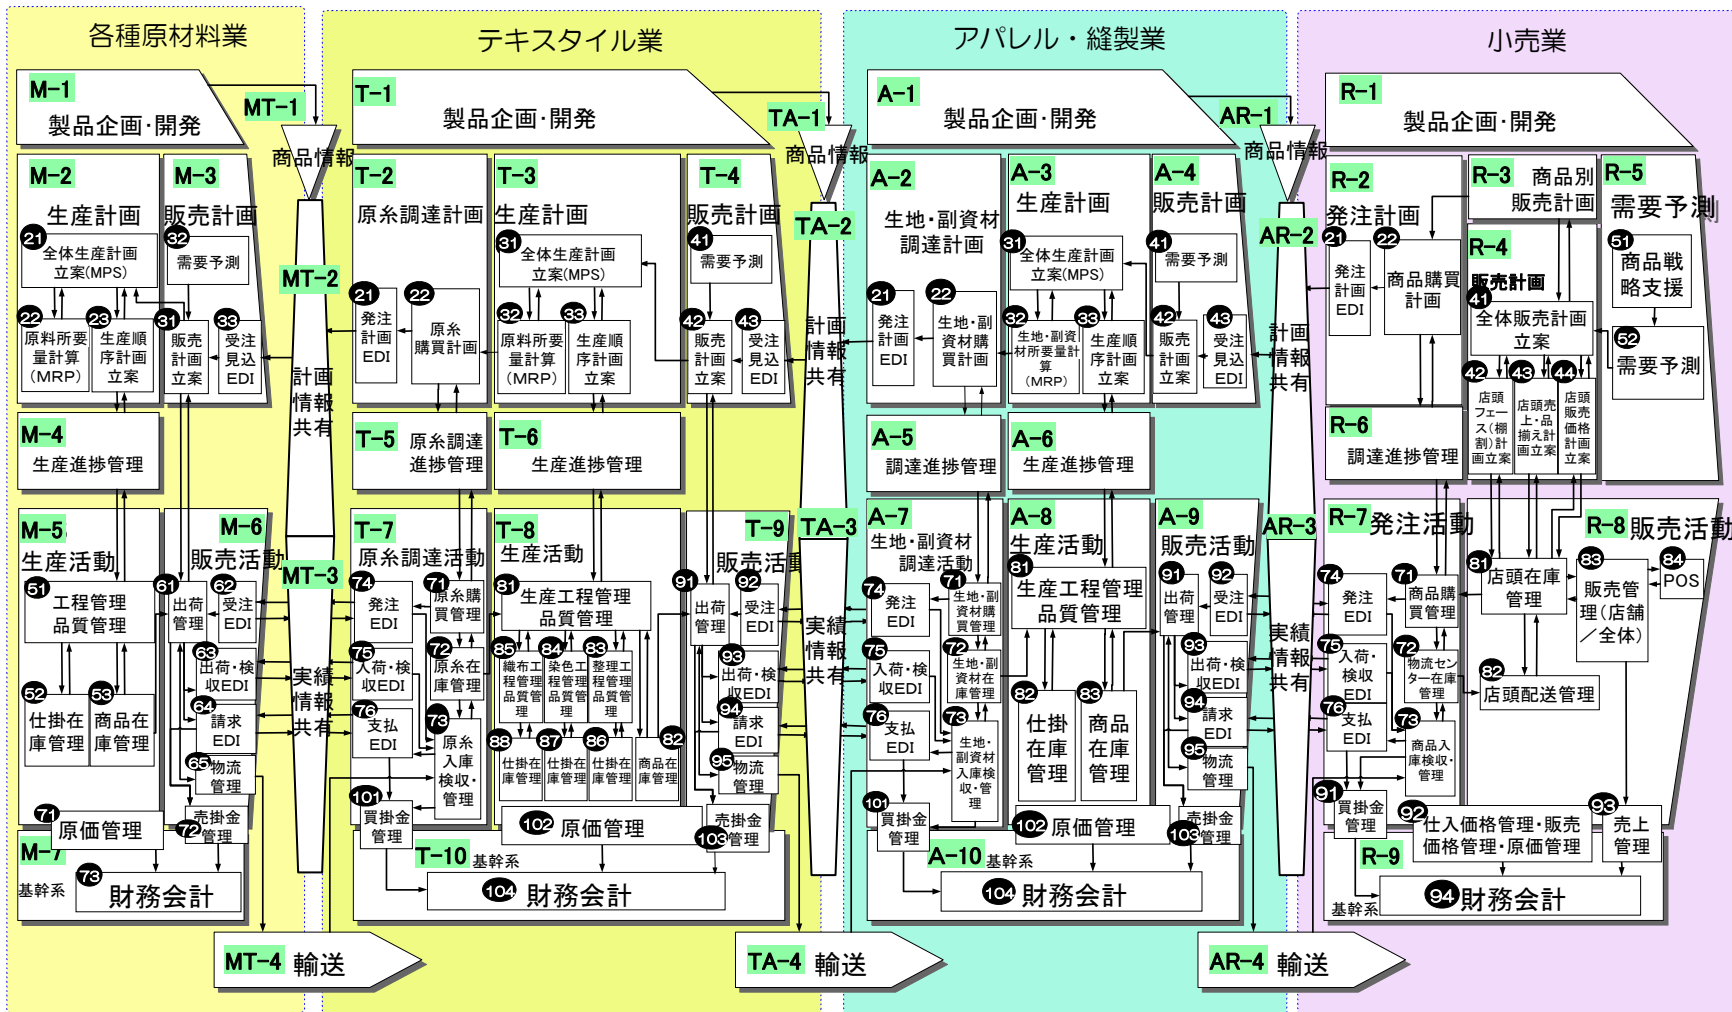 各種原材料業
M-1
製品企画・開発
M-2
生産計画
21
全体生産計画
立案(MPS)
22
原料所要
量計算
(MRP)
23
生産順
序計画
立案
M-3
販売計画
32
需要予測
31
販売
計画
立案
33
受注
見込
EDI
M-4
生産進捗管理
M-5
生産活動
51
工程管理
品質管理
52
仕掛在
庫管理
53
商品在
庫管理
M-6
販売活動
61
出荷
管理
62
受注
EDI
63
出荷・検
収EDI
64
請求
EDI
65
物流
管理
71
原価管理
72
売掛金
管理
M-7
基幹系
73
財務会計
MT-1
商品情報
MT-2
計画
情報
共有
MT-3
実績
情報
共有
MT-4
輸送
テキスタイル業
T-1
製品企画・開発
T-2
原糸調達計画
21
発注
計画
EDI
22
原糸
購買計画
T-3
生産計画
31
全体生産計画
立案(MPS)
32
原料所要
量計算
(MRP)
33
生産順
序計画
立案
T-4
販売計画
41
需要予測
42
販売
計画
立案
43
受注
見込
EDI
T-5
原糸調達
進捗管理
T-6
生産進捗管理
T-7
原糸調達活動
74
発注
EDI
71
原糸購
買管理
75
入荷・検
収EDI
72
原糸在
庫管理
76
支払
EDI
73
原糸
入庫
検収・
管理
T-8
生産活動
81
生産工程管理
品質管理
85
織布工
程管理
品質管
理
84
染色工
程管理
品質管
理
83
整理工
程管理
品質管
理
88
仕掛在
庫管理
87
仕掛在
庫管理
86
仕掛在
庫管理
82
商品在
庫管理
T-9
販売活動
91
出荷
管理
92
受注
EDI
93
出荷・検
収EDI
94
請求
EDI
95
物流
管理
101
買掛金
管理
102
原価管理
103
売掛金
管理
T-10
基幹系
104
財務会計
TA-1
商品情報
TA-2
計画
情報
共有
TA-3
実績
情報
共有
TA-4
輸送
アパレル・縫製業
A-1
製品企画・開発
A-2
生地・副資材
調達計画
21
発注
計画
EDI
22
生地・副
資材購
買計画
A-3
生産計画
31
全体生産計画
立案(MPS)
32
生地・副資
材所要量計
算
(MRP)
33
生産順
序計画
立案
A-4
販売計画
41
需要予測
42
販売
計画
立案
43
受注
見込
EDI
A-5
調達進捗管理
A-6
生産進捗管理
A-7
生地・副資材
調達活動
74
発注
EDI
71
生地・副
資材購
買管理
75
入荷・検
収EDI
72
生地・副
資材在
庫管理
76
支払
EDI
73
生地・
副資材
入庫検
収・管
理
A-8
生産活動
81
生産工程管理
品質管理
82
仕掛
在庫
管理
83
商品
在庫
管理
A-9
販売活動
91
出荷
管理
92
受注
EDI
93
出荷・検
収EDI
94
請求
EDI
95
物流
管理
101
買掛金
管理
102
原価管理
103
売掛金
管理
A-10
基幹系
104
財務会計
AR-1
商品情報
AR-2
計画
情報
共有
AR-3
実績
情報
共有
AR-4
輸送
小売業
R-1
製品企画・開発
R-2
発注計画
21
発注
計画
EDI
22
商品購買
計画
R-3
商品別
販売計画
R-4
販売計画
41
全体販売計画
立案
42
店頭
フェー
ス(棚
割)計
画立案
43
店頭売
上・品
揃え計
画立案
44
店頭
販売
価格
計画
立案
R-5
需要予測
51
商品戦
略支援
52
需要予測
R-6
調達進捗管理
R-7
発注活動
74
発注
EDI
71
商品購
買管理
75
入荷・
検収
EDI
72
物流セン
ター在庫
管理
76
支払
EDI
73
商品入
庫検収・
管理
R-8
販売活動
81
店頭在庫
管理
83
販売管
理(店舗
/全体)
84
POS
82
店頭配送管理
91
買掛金
管理
92
仕入価格管理・販売
価格管理・原価管理
93
売上
管理
R-9
基幹系
94
財務会計